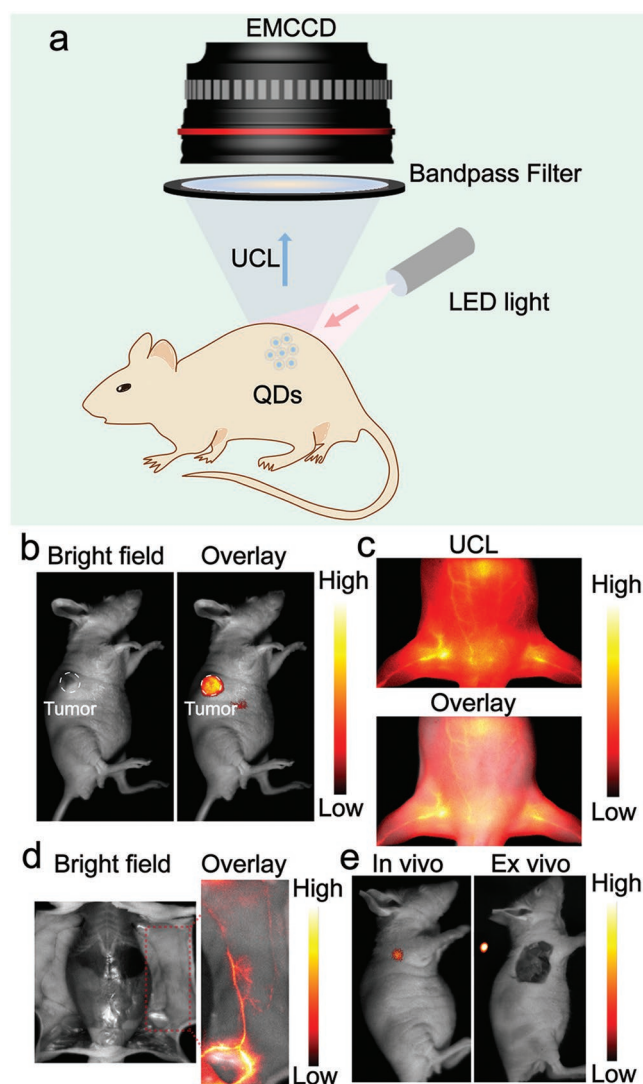 a
EMCCD
Bandpass Filter
UCL
LED light
QDs
b
Bright field
Overlay
High
Tumor
Tumor
Low
c
UCL
High
Overlay
Low
d
Bright field
Overlay
High
Low
e
In vivo
Ex vivo
High
Low